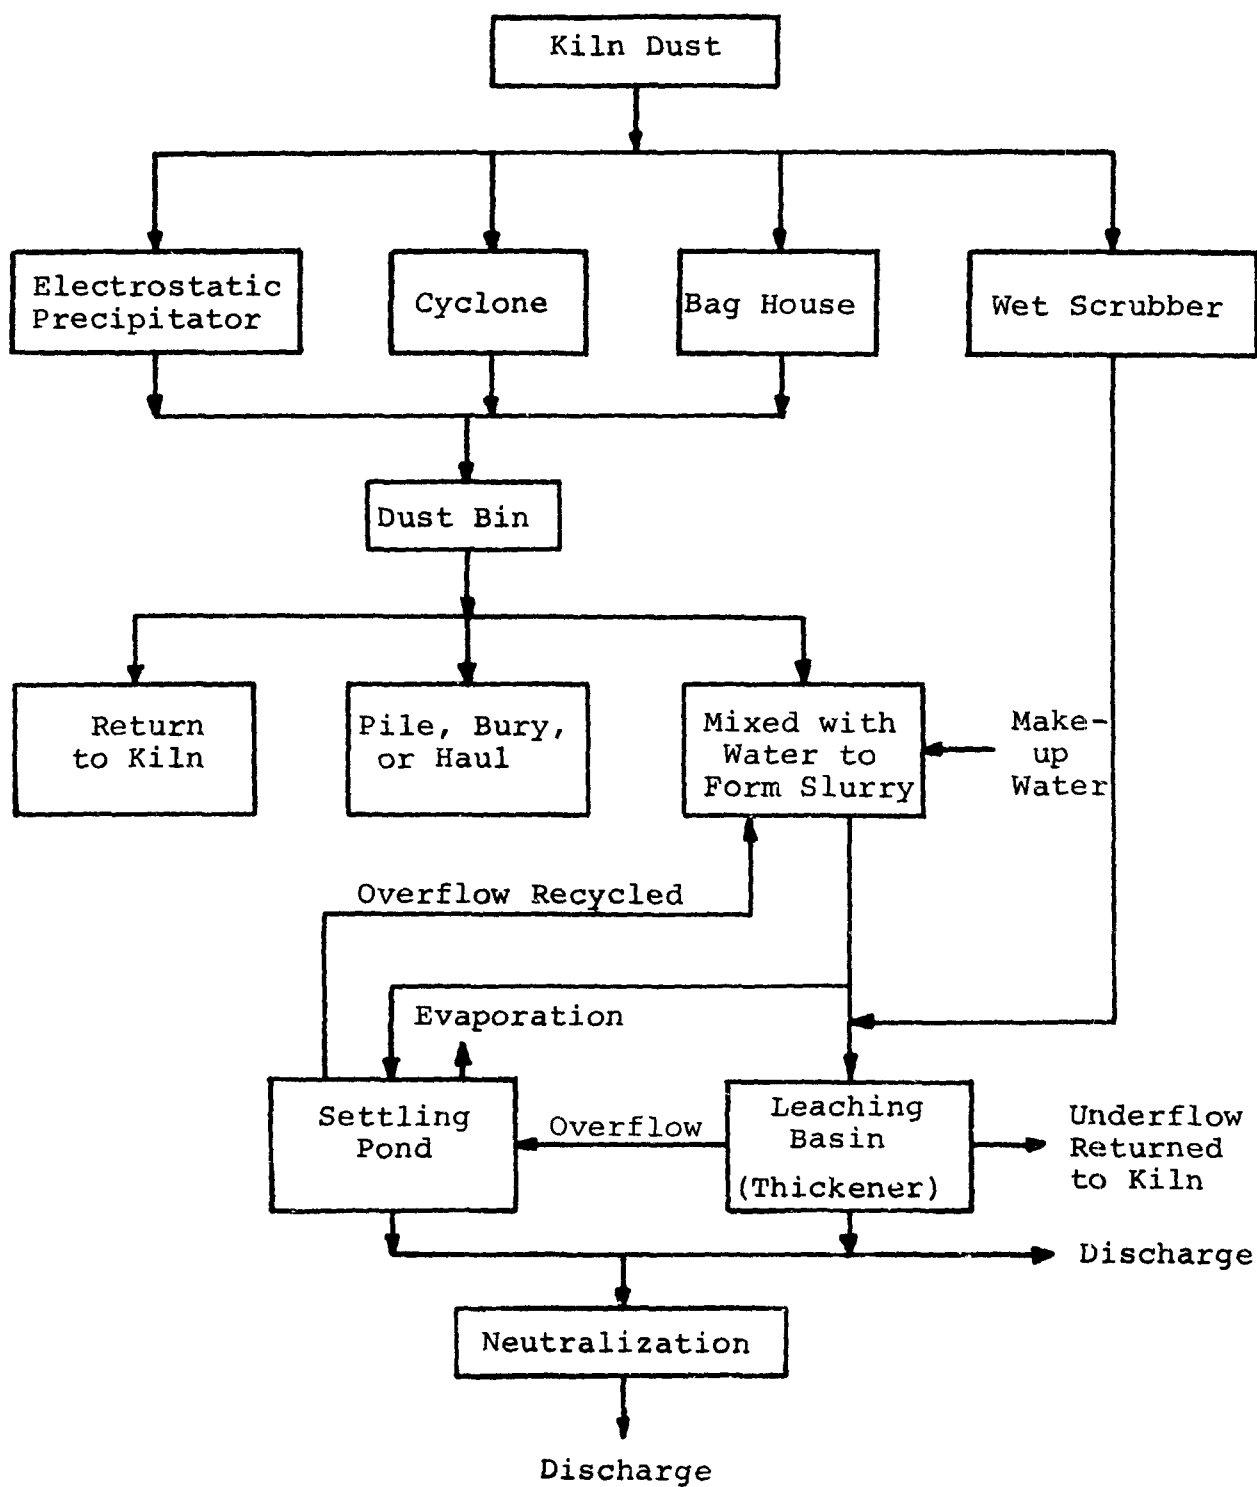 Kiln Dust
Electrostatic
Precipitator
Cyclone
Bag House
Wet Scrubber
Dust Bin
Return
to Kiln
Pile, Bury,
or Haul
Mixed with
Water to
Form Slurry
Make-
up
Water
Overflow Recycled
Evaporation
Settling
Pond
Overflow
Leaching
Basin
(Thickener)
Underflow
Returned
to Kiln
Discharge
Neutralization
Discharge